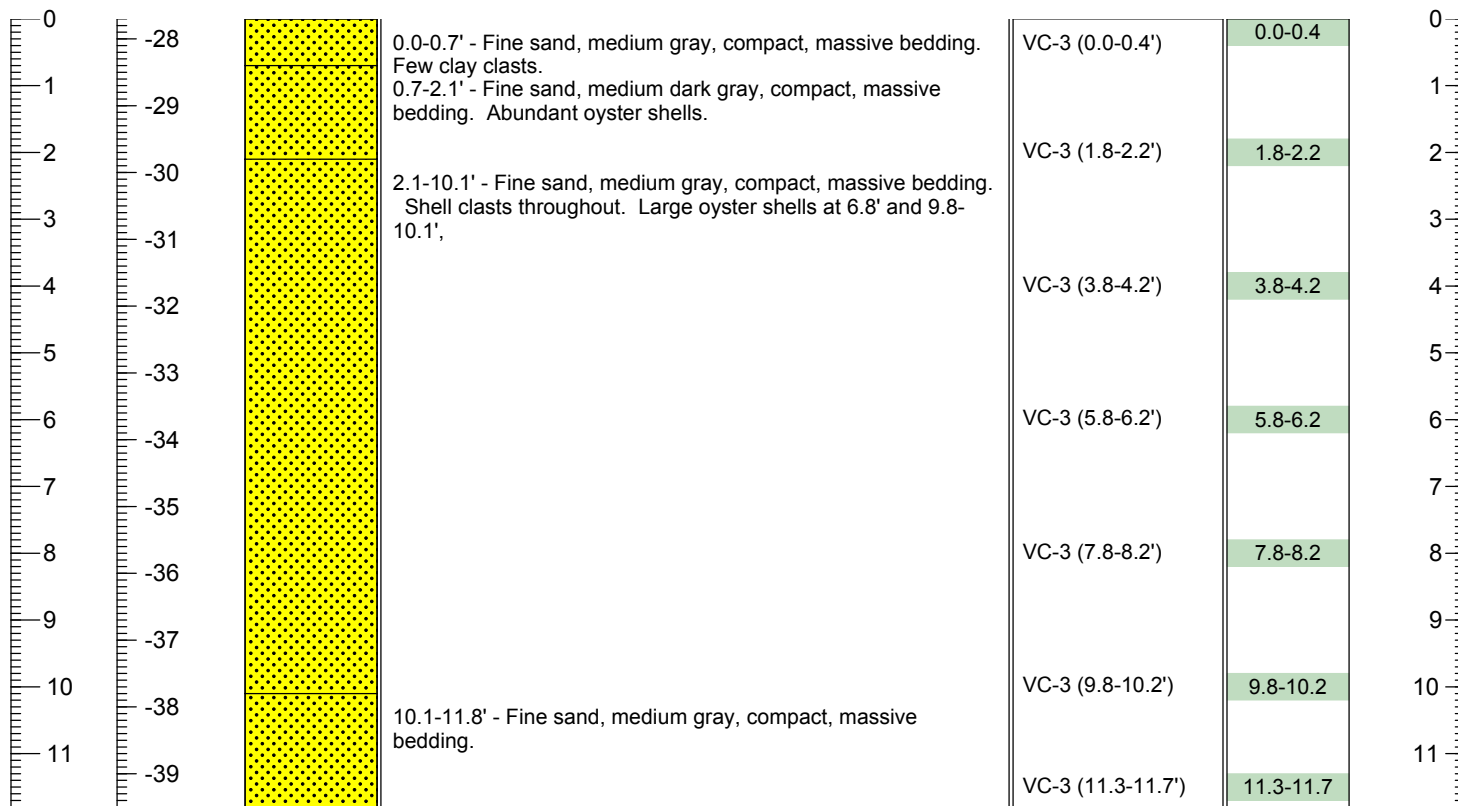 0
1
2
3
4
5
6
7
8
9
10
11
-28
-29
-30
-31
-32
-33
-34
-35
-36
-37
-38
-39
0.0-0.7' - Fine sand, medium gray, compact, massive bedding.
Few clay clasts.
0.7-2.1' - Fine sand, medium dark gray, compact, massive
bedding. Abundant oyster shells.
2.1-10.1' - Fine sand, medium gray, compact, massive bedding.
Shell clasts throughout. Large oyster shells at 6.8' and 9.8-
10.1',
10.1-11.8' - Fine sand, medium gray, compact, massive
bedding.
VC-3 (0.0-0.4')
VC-3 (1.8-2.2')
VC-3 (3.8-4.2')
VC-3 (5.8-6.2')
VC-3 (7.8-8.2')
VC-3 (9.8-10.2')
VC-3 (11.3-11.7')
0.0-0.4
1.8-2.2
3.8-4.2
5.8-6.2
7.8-8.2
9.8-10.2
11.3-11.7
0
1
2
3
4
5
6
7
8
9
10
11